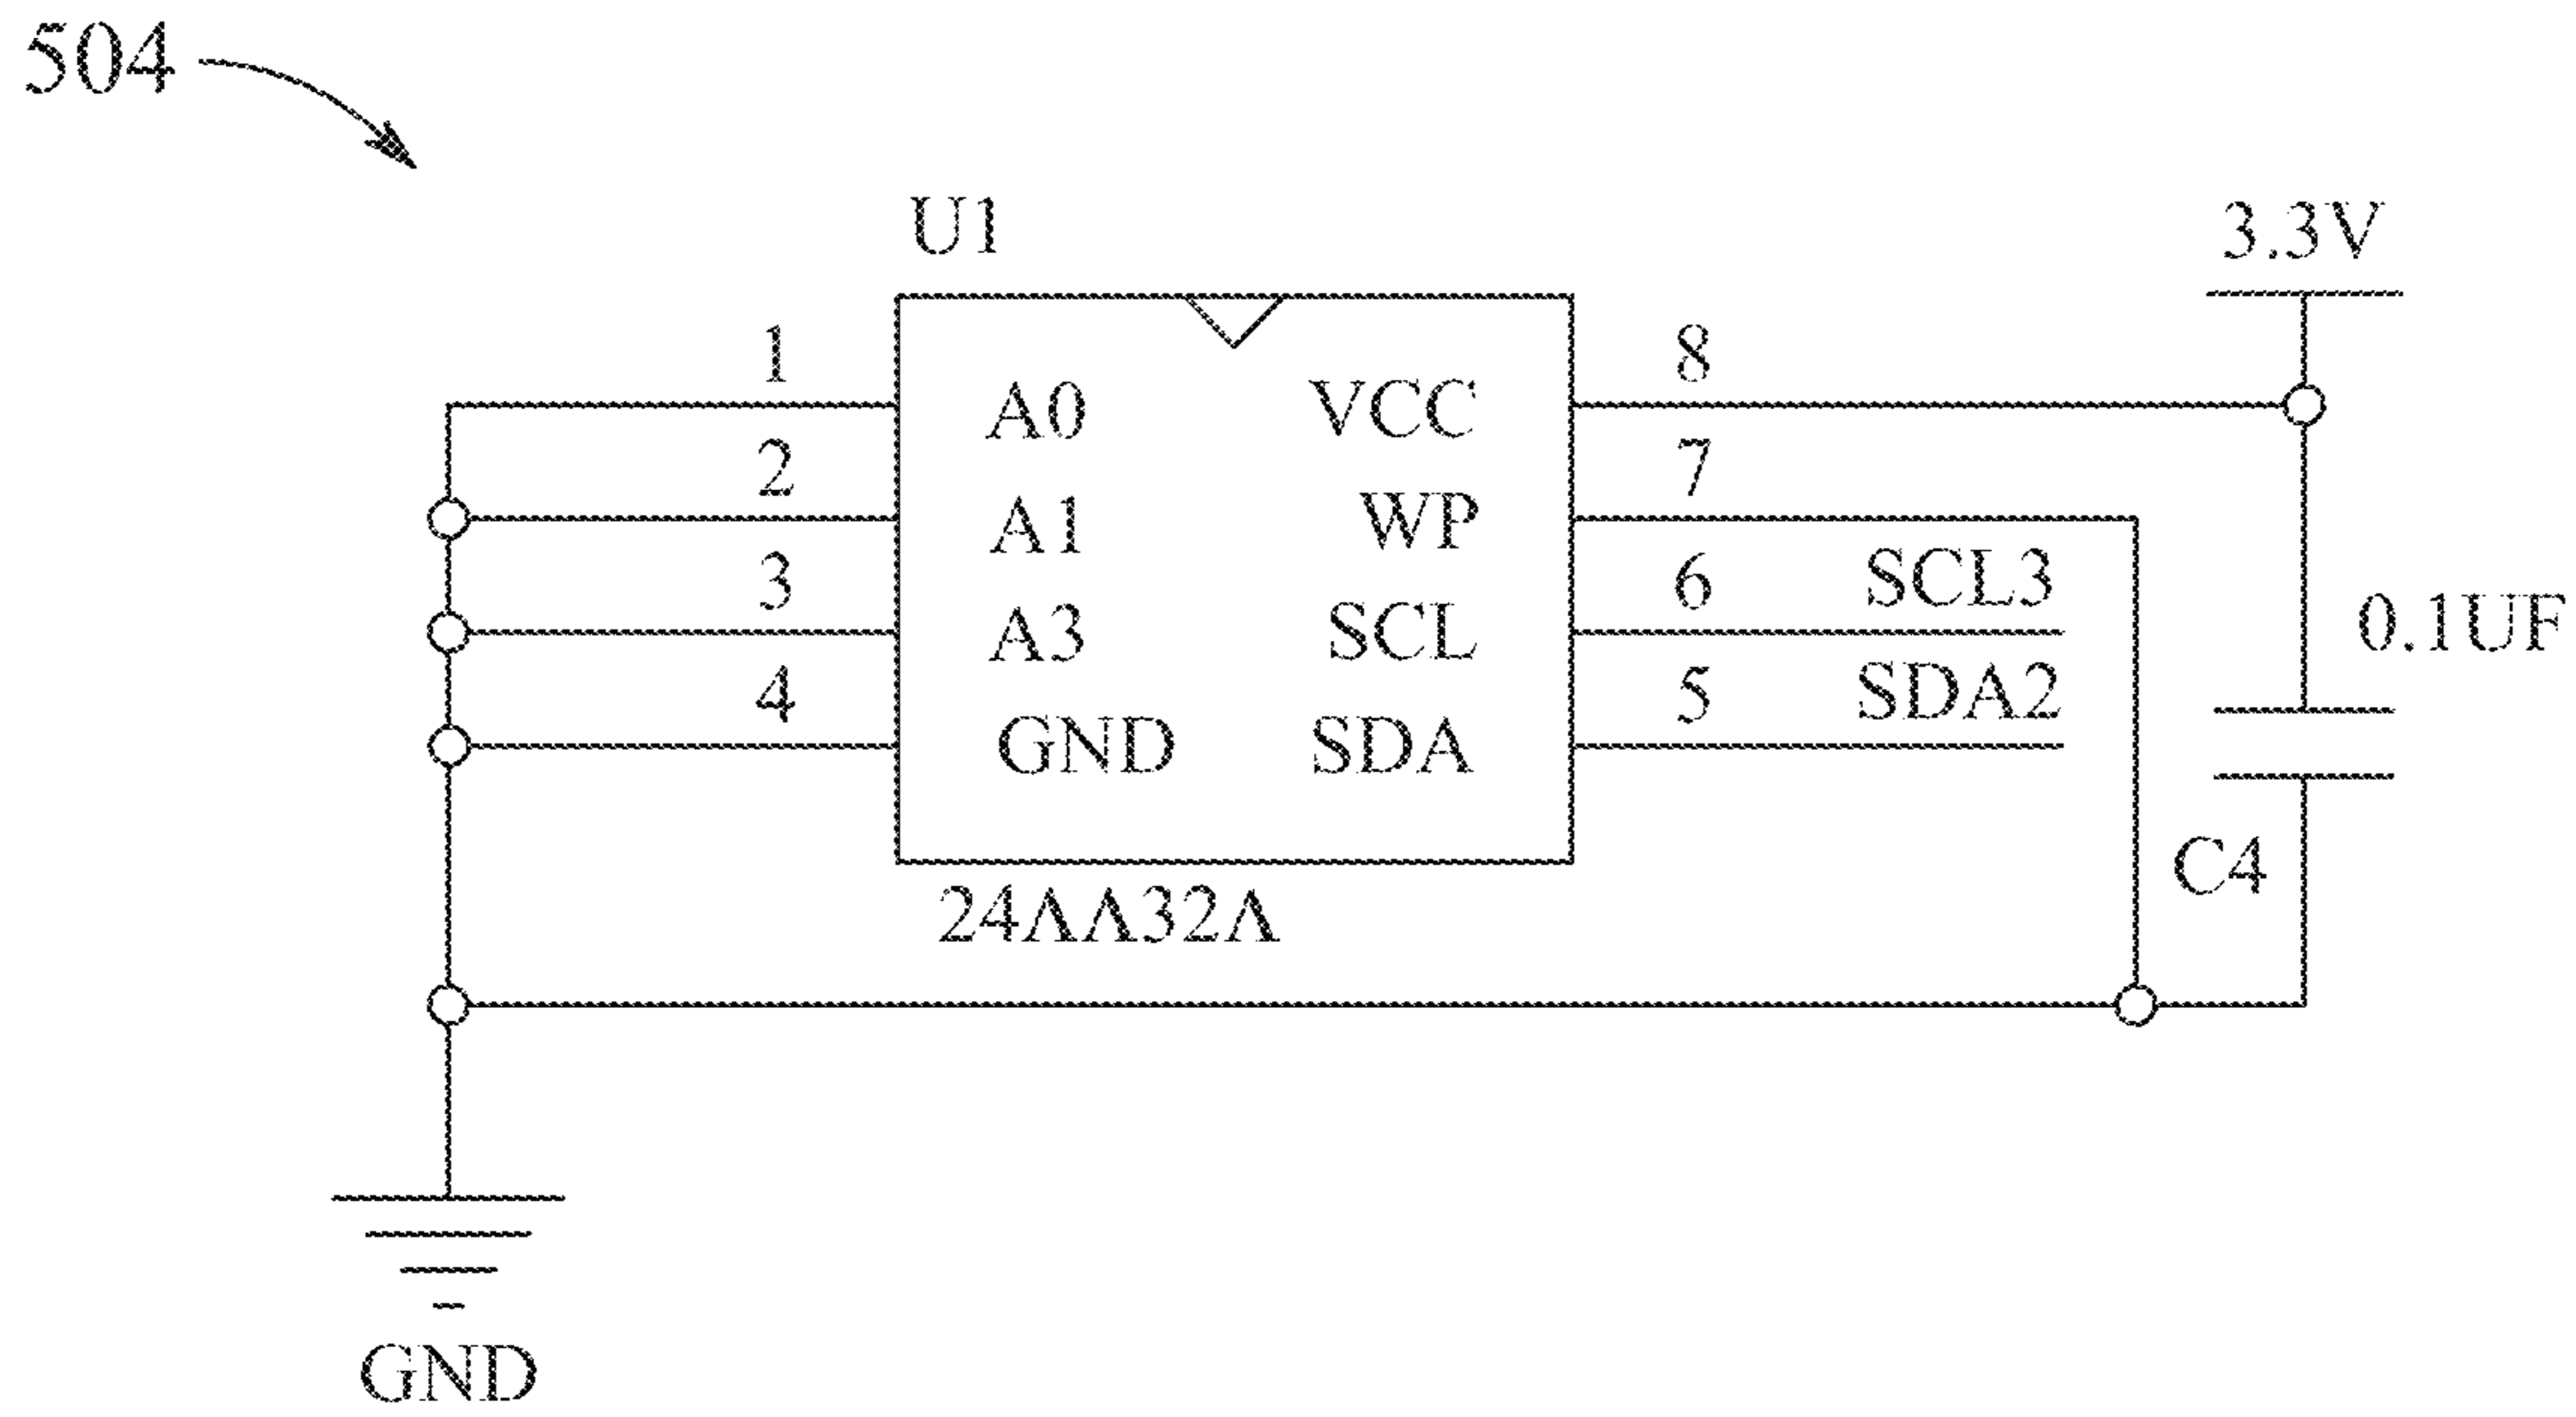 504
U1
3.3V
1 A0 VCC 8
2 A1 WP 7
3 A3 SCL 6 SCL3
4 GND SDA 5 SDA2
0.1UF
C4
24AA32A
GND